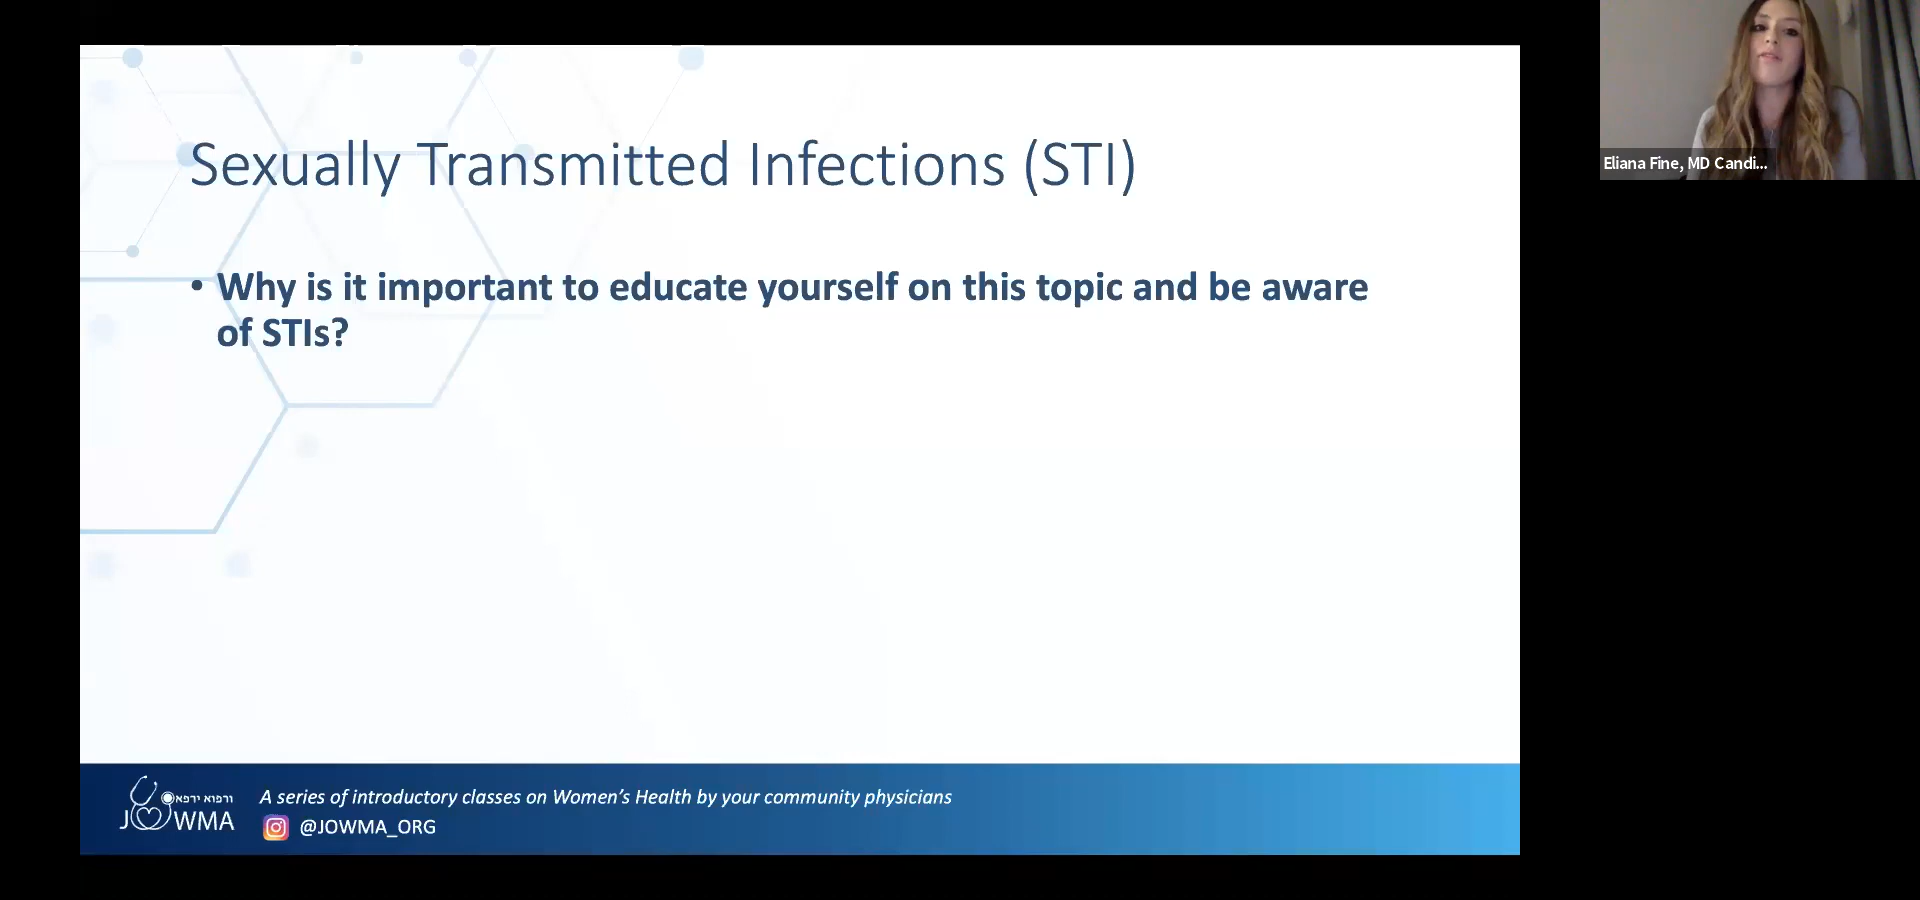 Sexually Transmitted Infections (STI)
• Why is it important to educate yourself on this topic and be aware
of STIs?
Eliana Fine, MD Candi...
ורפוא ירפא
JOWMA
A series of introductory classes on Women's Health by your community physicians
@JOWMA_ORG